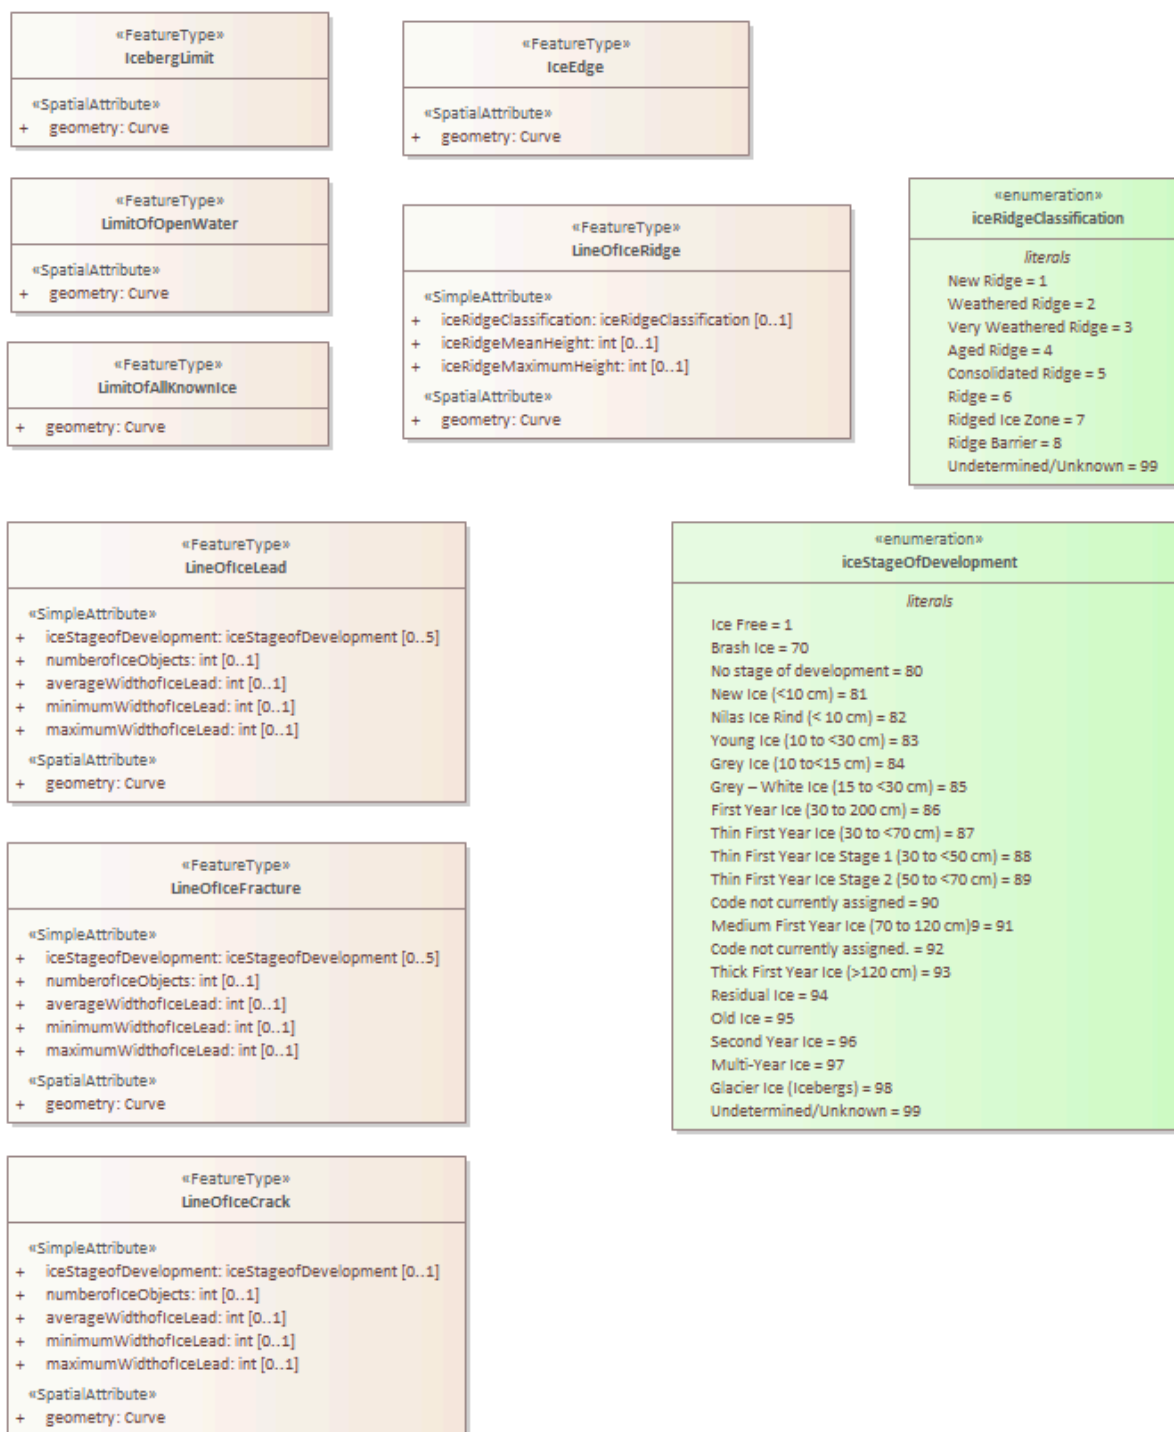 «FeatureType»
IcebergLimit
«SpatialAttribute»
+ geometry: Curve
«FeatureType»
IceEdge
«SpatialAttribute»
+ geometry: Curve
«FeatureType»
LimitOfOpenWater
«SpatialAttribute»
+ geometry: Curve
«FeatureType»
LineOfIceRidge
«SimpleAttribute»
+ iceRidgeClassification: iceRidgeClassification [0..1]
+ iceRidgeMeanHeight: int [0..1]
+ iceRidgeMaximumHeight: int [0..1]
«SpatialAttribute»
+ geometry: Curve
«enumeration»
iceRidgeClassification
literals
New Ridge = 1
Weathered Ridge = 2
Very Weathered Ridge = 3
Aged Ridge = 4
Consolidated Ridge = 5
Ridge = 6
Ridged Ice Zone = 7
Ridge Barrier = 8
Undetermined/Unknown = 99
«FeatureType»
LimitOfAllKnownIce
+ geometry: Curve
«FeatureType»
LineOfIceLead
«SimpleAttribute»
+ iceStageofDevelopment: iceStageofDevelopment [0..5]
+ numberofIceObjects: int [0..1]
+ averageWidthofIceLead: int [0..1]
+ minimumWidthofIceLead: int [0..1]
+ maximumWidthofIceLead: int [0..1]
«SpatialAttribute»
+ geometry: Curve
«enumeration»
iceStageOfDevelopment
literals
Ice Free = 1
Brash Ice = 70
No stage of development = 80
New Ice (<10 cm) = 81
Nilas Ice Rind (< 10 cm) = 82
Young Ice (10 to <30 cm) = 83
Grey Ice (10 to<15 cm) = 84
Grey – White Ice (15 to <30 cm) = 85
First Year Ice (30 to 200 cm) = 86
Thin First Year Ice (30 to <70 cm) = 87
Thin First Year Ice Stage 1 (30 to <50 cm) = 88
Thin First Year Ice Stage 2 (50 to <70 cm) = 89
Code not currently assigned = 90
Medium First Year Ice (70 to 120 cm)9 = 91
Code not currently assigned. = 92
Thick First Year Ice (>120 cm) = 93
Residual Ice = 94
Old Ice = 95
Second Year Ice = 96
Multi-Year Ice = 97
Glacier Ice (Icebergs) = 98
Undetermined/Unknown = 99
«FeatureType»
LineOfIceFracture
«SimpleAttribute»
+ iceStageofDevelopment: iceStageofDevelopment [0..5]
+ numberofIceObjects: int [0..1]
+ averageWidthofIceLead: int [0..1]
+ minimumWidthofIceLead: int [0..1]
+ maximumWidthofIceLead: int [0..1]
«SpatialAttribute»
+ geometry: Curve
«FeatureType»
LineOfIceCrack
«SimpleAttribute»
+ iceStageofDevelopment: iceStageofDevelopment [0..1]
+ numberofIceObjects: int [0..1]
+ averageWidthofIceLead: int [0..1]
+ minimumWidthofIceLead: int [0..1]
+ maximumWidthofIceLead: int [0..1]
«SpatialAttribute»
+ geometry: Curve